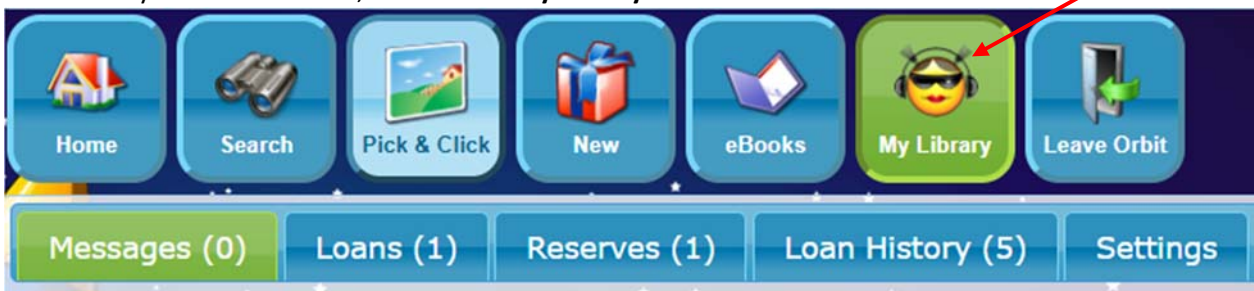 Home Search Pick & Click New eBooks My Library Leave Orbit
Messages (0) Loans (1) Reserves (1) Loan History (5) Settings